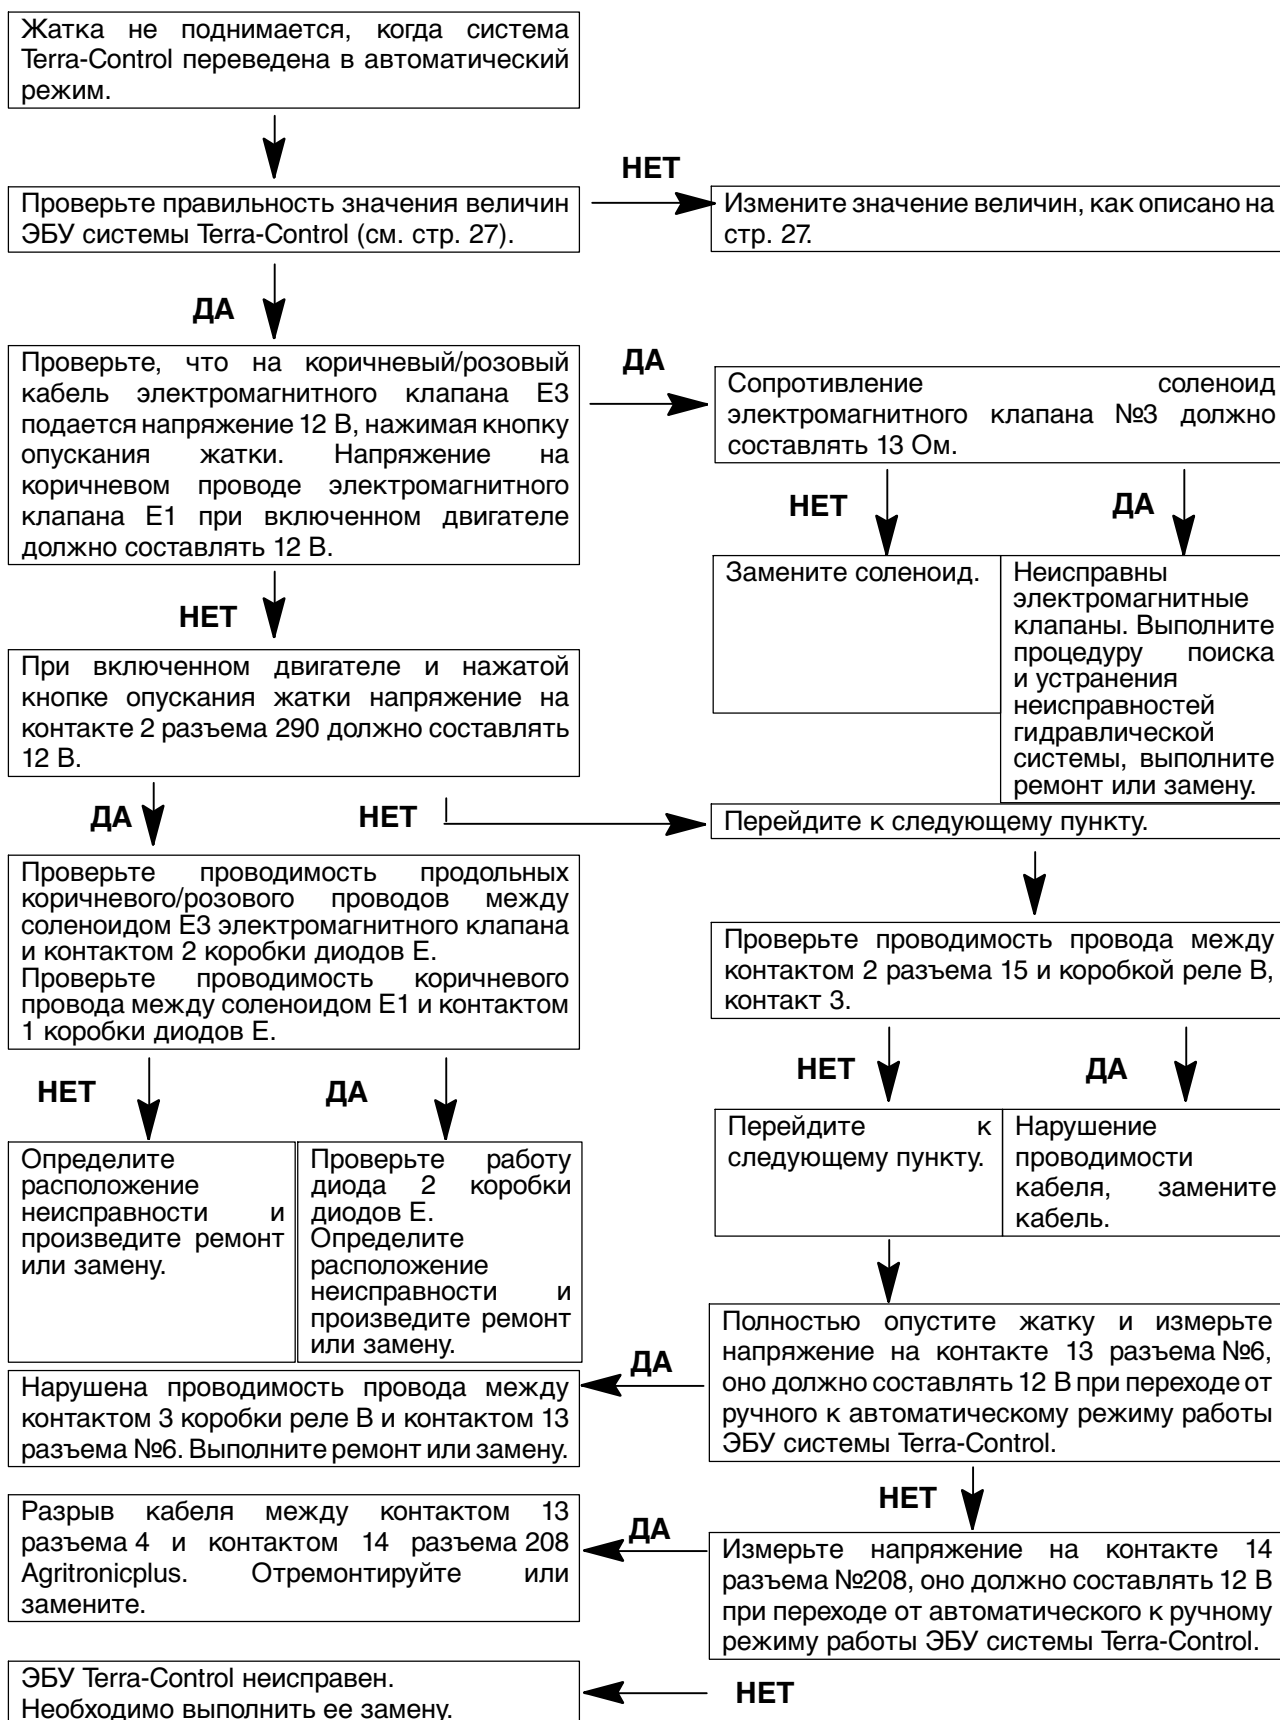 Жатка не поднимается, когда система
Terra-Control переведена в автоматический
режим.
НЕТ
Проверьте правильность значения величин
ЭБУ системы Terra-Control (см. стр. 27).
Измените значение величин, как описано на
стр. 27.
ДА
Проверьте, что на коричневый/розовый
кабель электромагнитного клапана E3
подается напряжение 12 В, нажимая кнопку
опускания жатки. Напряжение на
коричневом проводе электромагнитного
клапана E1 при включенном двигателе
должно составлять 12 В.
ДА
Сопротивление соленоид
электромагнитного клапана №3 должно
составлять 13 Ом.
НЕТ
ДА
Замените соленоид.
Неисправны
электромагнитные
клапаны. Выполните
процедуру поиска
и устранения
неисправностей
гидравлической
системы, выполните
ремонт или замену.
НЕТ
При включенном двигателе и нажатой
кнопке опускания жатки напряжение на
контакте 2 разъема 290 должно составлять
12 В.
ДА
НЕТ
Перейдите к следующему пункту.
Проверьте проводимость продольных
коричневого/розового проводов между
соленоидом E3 электромагнитного клапана
и контактом 2 коробки диодов E.
Проверьте проводимость коричневого
провода между соленоидом E1 и контактом
1 коробки диодов E.
Проверьте проводимость провода между
контактом 2 разъема 15 и коробкой реле B,
контакт 3.
НЕТ
ДА
НЕТ
ДА
Определите
расположение
неисправности и
произведите ремонт
или замену.
Проверьте работу
диода 2 коробки
диодов E.
Определите
расположение
неисправности и
произведите ремонт
или замену.
Перейдите к
следующему пункту.
Нарушение
проводимости
кабеля, замените
кабель.
Полностью опустите жатку и измерьте
напряжение на контакте 13 разъема №6,
оно должно составлять 12 В при переходе от
ручного к автоматическому режиму работы
ЭБУ системы Terra-Control.
ДА
Нарушена проводимость провода между
контактом 3 коробки реле B и контактом 13
разъема №6. Выполните ремонт или замену.
НЕТ
Разрыв кабеля между контактом 13
разъема 4 и контактом 14 разъема 208
Agritronicplus. Отремонтируйте или
замените.
ДА
Измерьте напряжение на контакте 14
разъема №208, оно должно составлять 12 В
при переходе от автоматического к ручному
режиму работы ЭБУ системы Terra-Control.
ЭБУ Terra-Control неисправен.
Необходимо выполнить ее замену.
НЕТ